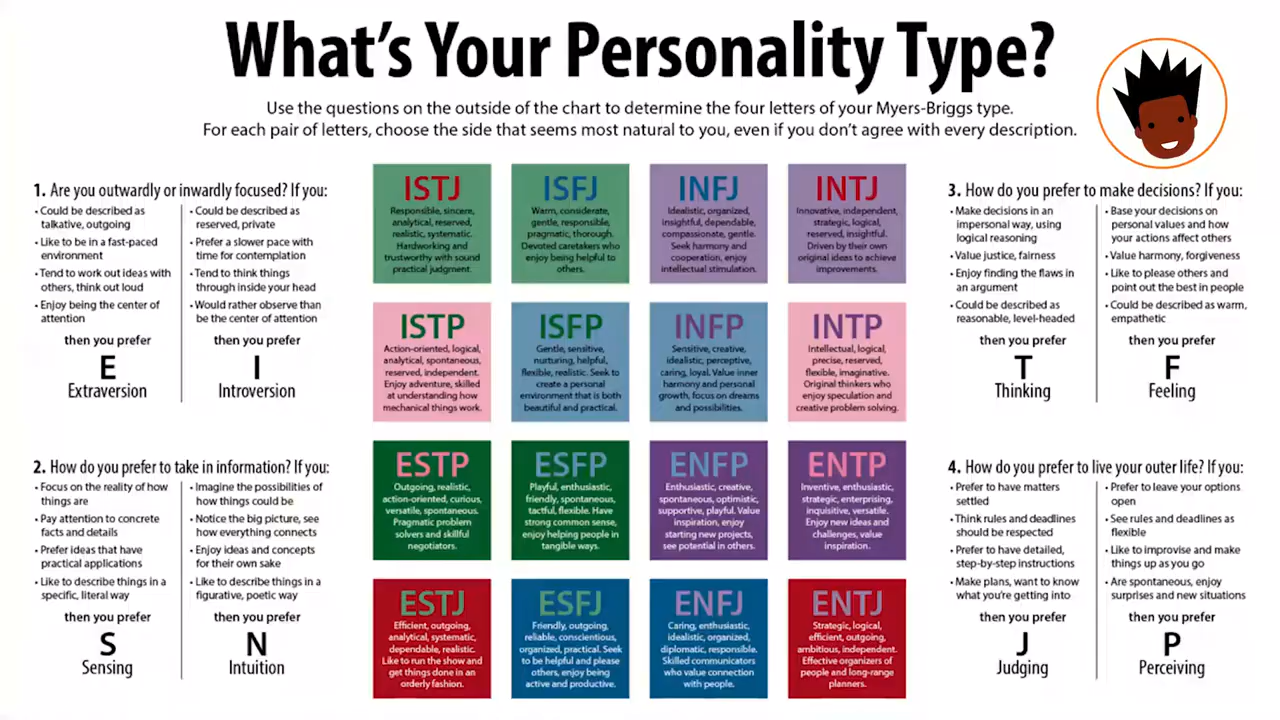 What's Your Personality Type?
Use the questions on the outside of the chart to determine the four letters of your Myers-Briggs type.
For each pair of letters, choose the side that seems most natural to you, even if you don't agree with every description.
1. Are you outwardly or inwardly focused? If you:
• Could be described as
talkative, outgoing
• Like to be in a fast-paced
environment
• Tend to work out ideas with
others, think out loud
• Enjoy being the center of
attention
then you prefer
E
Extraversion
• Could be described as
reserved, private
• Prefer a slower pace with
time for contemplation
• Tend to think things
through inside your head
• Would rather observe than
be the center of attention
then you prefer
I
Introversion
2. How do you prefer to take in information? If you:
• Focus on the reality of how
things are
• Pay attention to concrete
facts and details
• Prefer ideas that have
practical applications
• Like to describe things in a
specific, literal way
then you prefer
S
Sensing
• Imagine the possibilities of
how things could be
• Notice the big picture, see
how everything connects
• Enjoy ideas and concepts
for their own sake
• Like to describe things in a
figurative, poetic way
then you prefer
N
Intuition
ISTJ
Responsible, sincere,
analytical, reserved,
realistic, systematic.
Hardworking and
trustworthy with sound
practical judgment.
ISFJ
Warm, considerate,
gentle, responsible,
pragmatic, thorough.
Devoted caretakers who
enjoy being helpful to
others.
INFJ
Idealistic, organized,
insightful, dependable,
compassionate, gentle.
Seek harmony and
cooperation, enjoy
intellectual stimulation.
INTJ
Innovative, independent,
strategic, logical,
reserved, insightful.
Driven by their own
original ideas to achieve
improvements.
ISTP
Action-oriented, logical,
analytical, spontaneous,
reserved, independent.
Enjoy adventure, skilled
at understanding how
mechanical things work.
ISFP
Gentle, sensitive,
nurturing, helpful,
flexible, realistic. Seek to
create a personal
environment that is both
beautiful and practical.
INFP
Sensitive, creative,
idealistic, perceptive,
caring, loyal. Value inner
harmony and personal
growth, focus on dreams
and possibilities.
INTP
Intellectual, logical,
precise, reserved,
flexible, imaginative.
Original thinkers who
enjoy speculation and
creative problem solving.
ESTP
Outgoing, realistic,
action-oriented, curious,
versatile, spontaneous.
Pragmatic problem
solvers and skillful
negotiators.
ESFP
Playful, enthusiastic,
friendly, spontaneous,
tactful, flexible. Have
strong common sense,
enjoy helping people in
tangible ways.
ENFP
Enthusiastic, creative,
spontaneous, optimistic,
supportive, playful. Value
inspiration, enjoy
starting new projects,
see potential in others.
ENTP
Inventive, enthusiastic,
strategic, enterprising,
inquisitive, versatile.
Enjoy new ideas and
challenges, value
inspiration.
ESTJ
Efficient, outgoing,
analytical, systematic,
dependable, realistic.
Like to run the show and
get things done in an
orderly fashion.
ESFJ
Friendly, outgoing,
reliable, conscientious,
organized, practical. Seek
to be helpful and please
others, enjoy being
active and productive.
ENFJ
Caring, enthusiastic,
idealistic, organized,
diplomatic, responsible.
Skilled communicators
who value connection
with people.
ENTJ
Strategic, logical,
efficient, outgoing,
ambitious, independent.
Effective organizers of
people and long-range
planners.
3. How do you prefer to make decisions? If you:
• Make decisions in an
impersonal way, using
logical reasoning
• Value justice, fairness
• Enjoy finding the flaws in
an argument
• Could be described as
reasonable, level-headed
then you prefer
T
Thinking
• Base your decisions on
personal values and how
your actions affect others
• Value harmony, forgiveness
• Like to please others and
point out the best in people
• Could be described as warm,
empathetic
then you prefer
F
Feeling
4. How do you prefer to live your outer life? If you:
• Prefer to have matters
settled
• Think rules and deadlines
should be respected
• Prefer to have detailed,
step-by-step instructions
• Make plans, want to know
what you're getting into
then you prefer
J
Judging
• Prefer to leave your options
open
• See rules and deadlines as
flexible
• Like to improvise and make
things up as you go
• Are spontaneous, enjoy
surprises and new situations
then you prefer
P
Perceiving